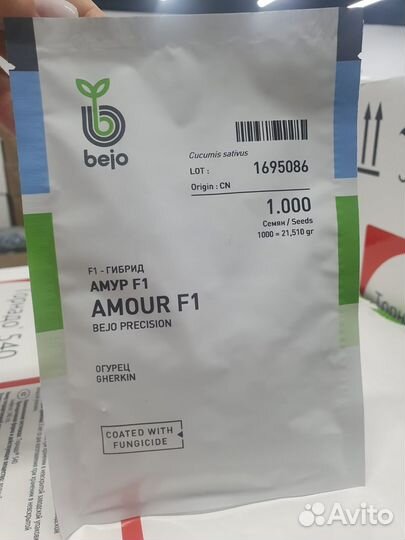 bejo
Cucumis sativus
LOT : 1695086
Origin : CN
1.000
Семян / Seeds
1000 = 21,510 gr
F1 - ГИБРИД
АМУР F1
AMOUR F1
BEJO PRECISION
ОГУРЕЦ
GHERKIN
COATED WITH
FUNGICIDE
Avito